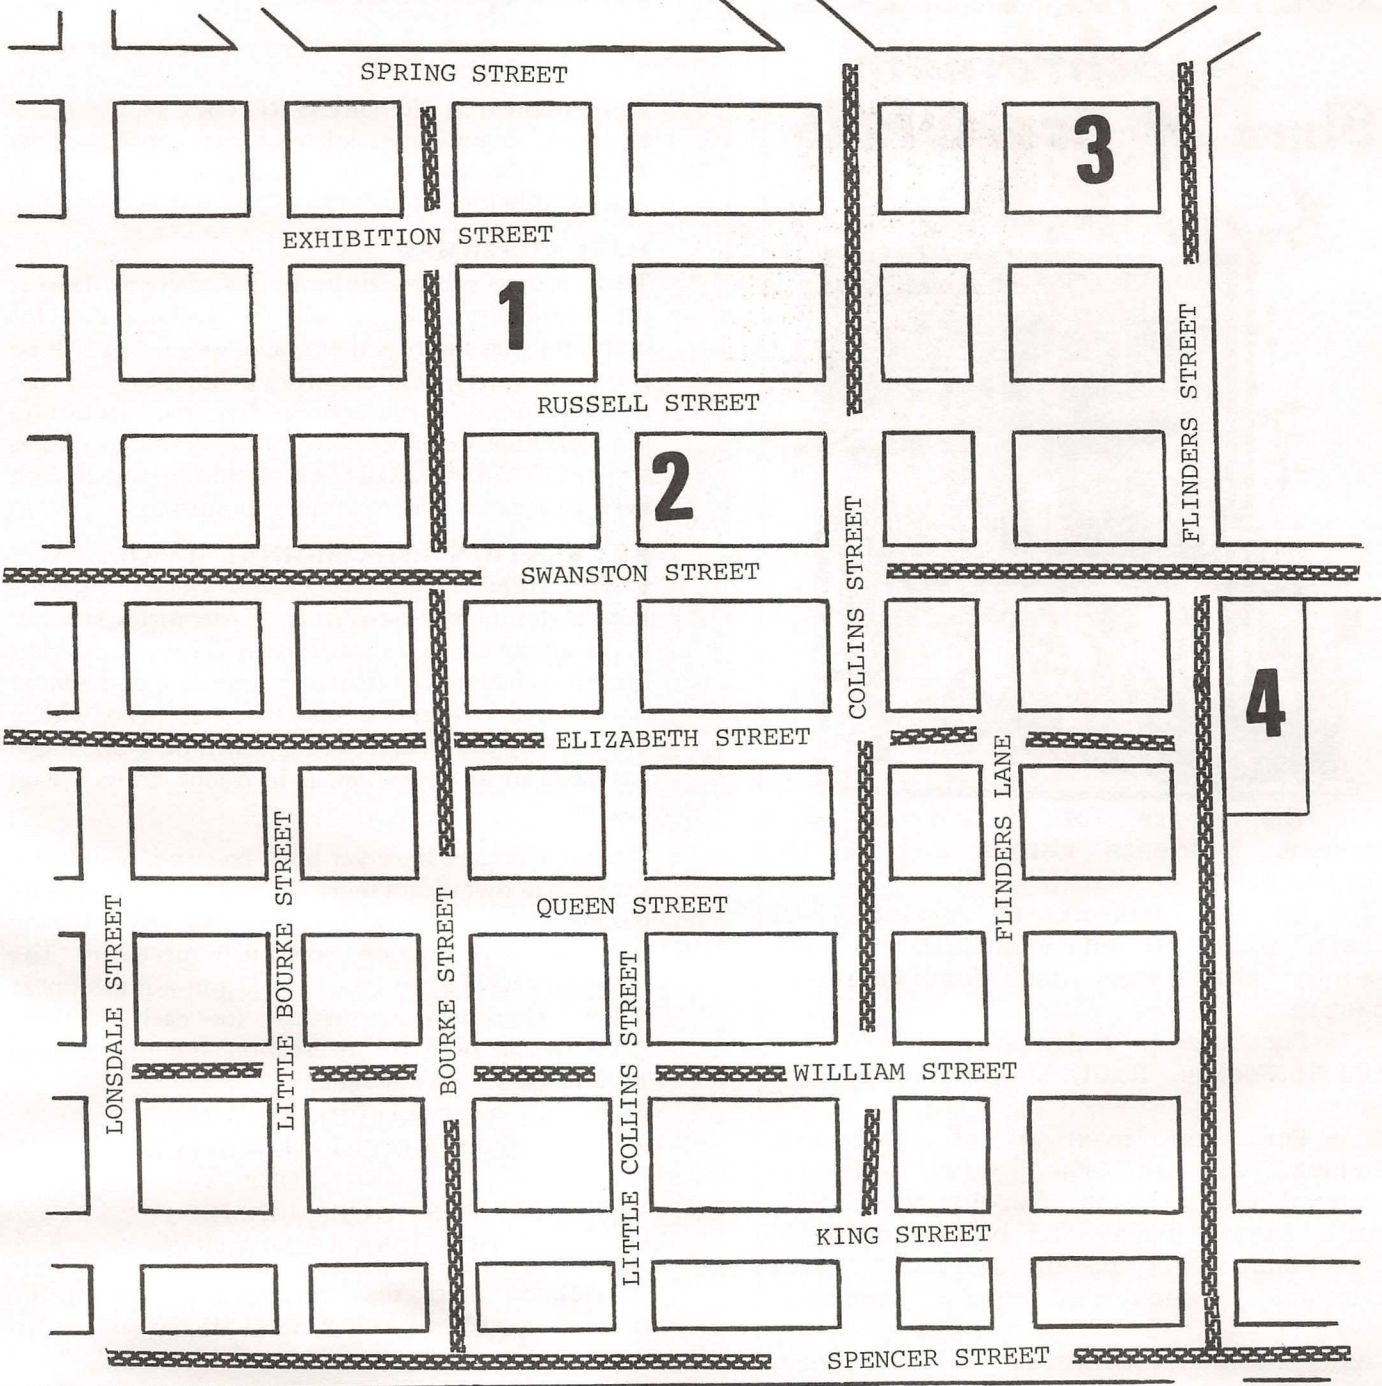 SPRING STREET
3
EXHIBITION STREET
1
FLINDERS STREET
RUSSELL STREET
2
COLLINS STREET
SWANSTON STREET
4
ELIZABETH STREET
FLINDERS LANE
LITTLE BOURKE STREET
LONSDALE STREET
BOURKE STREET
QUEEN STREET
LITTLE COLLINS STREET
WILLIAM STREET
KING STREET
SPENCER STREET